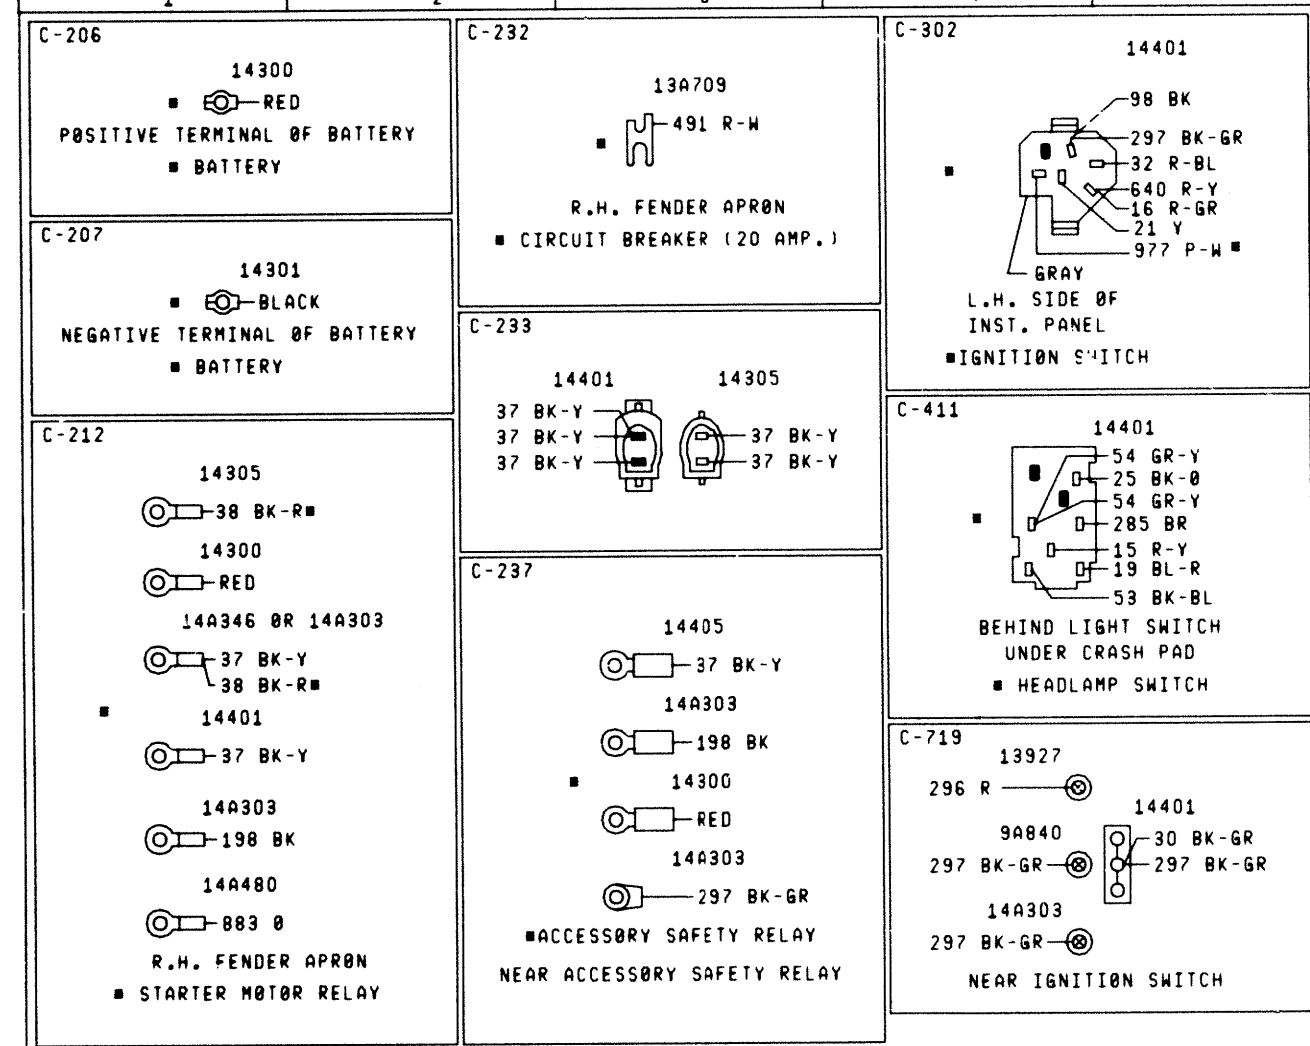 C-206
14300
RED
POSITIVE TERMINAL OF BATTERY
■ BATTERY
C-207
14301
BLACK
NEGATIVE TERMINAL OF BATTERY
■ BATTERY
C-212
14305
38 BK-R■
14300
RED
14A346 OR 14A303
37 BK-Y
38 BK-R■
14401
37 BK-Y
14A303
198 BK
14A480
883 O
R.H. FENDER APRON
■ STARTER MOTOR RELAY
C-232
13A709
491 R-W
R.H. FENDER APRON
■ CIRCUIT BREAKER (20 AMP.)
C-233
14401 14305
37 BK-Y
37 BK-Y 37 BK-Y
37 BK-Y 37 BK-Y
C-237
14405
37 BK-Y
14A303
198 BK
14300
RED
14A303
297 BK-GR
■ACCESSORY SAFETY RELAY
NEAR ACCESSORY SAFETY RELAY
C-302
14401
98 BK
297 BK-GR
32 R-BL
640 R-Y
16 R-GR
21 Y
977 P-W ■
GRAY
L.H. SIDE OF
INST. PANEL
■IGNITION SWITCH
C-411
14401
54 GR-Y
25 BK-O
54 GR-Y
285 BR
15 R-Y
19 BL-R
53 BK-BL
BEHIND LIGHT SWITCH
UNDER CRASH PAD
■ HEADLAMP SWITCH
C-719
13927
296 R
14401
9A840
30 BK-GR
297 BK-GR 297 BK-GR
14A303
297 BK-GR
NEAR IGNITION SWITCH